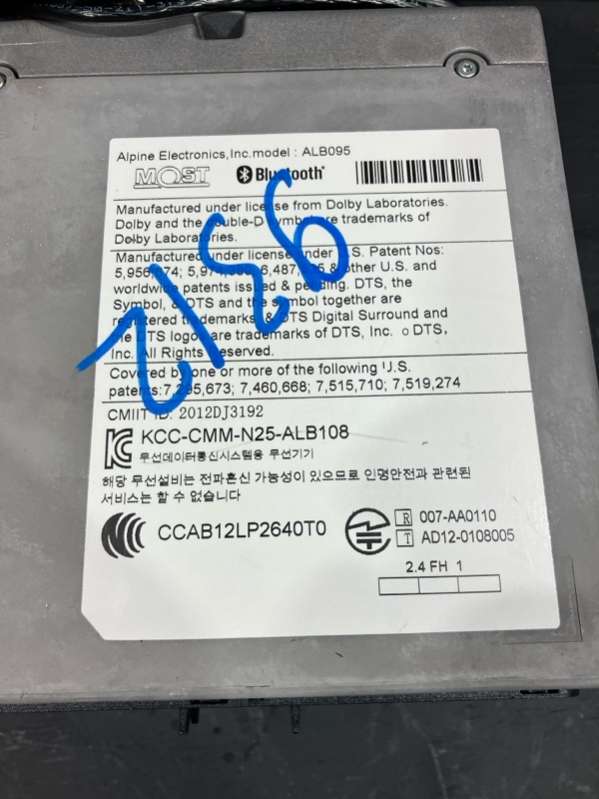 Alpine Electronics, Inc. model : ALB095
MOST Bluetooth®
Manufactured under license from Dolby Laboratories.
Dolby and the double-D symbol are trademarks of
Dolby Laboratories.
Manufactured under license under U.S. Patent Nos:
5,956, 74; 5,97 6,487, & other U.S. and
worldwide patents issued & pending. DTS, the
Symbol, & DTS and the symbol together are
registered trademarks & DTS Digital Surround and
the DTS logo are trademarks of DTS, Inc. DTS,
Inc. All Rights Reserved.
Covered by one or more of the following U.S.
patents:7,295,673; 7,460,668; 7,515,710; 7,519,274
CMIIT ID: 2012DJ3192
KCC-CMM-N25-ALB108
무선데이터통신시스템용 무선기기
해당 무선설비는 전파혼신 가능성이 있으므로 인명안전과 관련된
서비스는 할 수 없습니다
CCAB12LP2640T0
R 007-AA0110
T AD12-0108005
2.4 FH 1
2156